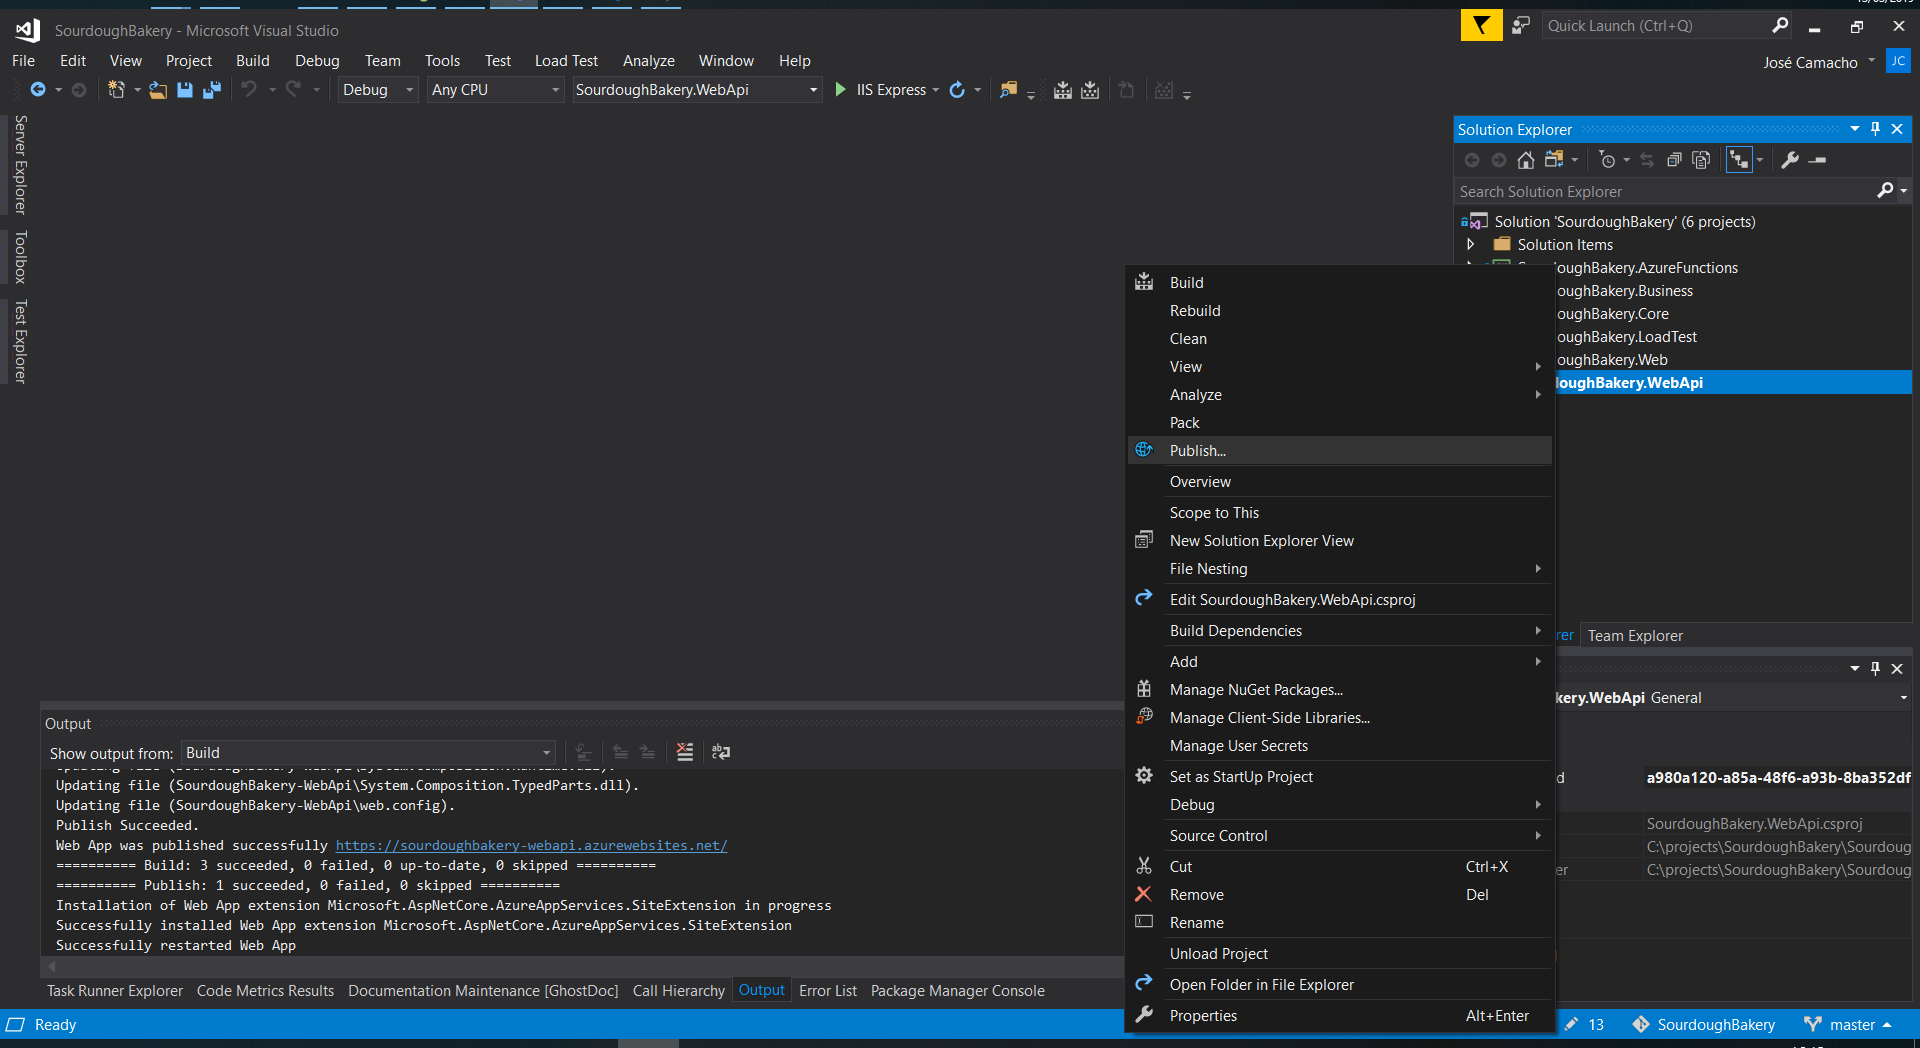 SourdoughBakery - Microsoft Visual Studio
Quick Launch (Ctrl+Q)
File Edit View Project Build Debug Team Tools Test Load Test Analyze Window Help
José Camacho JC
Debug Any CPU SourdoughBakery.WebApi IIS Express
Server Explorer
Toolbox
Test Explorer
Solution Explorer
Search Solution Explorer
Solution 'SourdoughBakery' (6 projects)
Solution Items
oughBakery.AzureFunctions
oughBakery.Business
oughBakery.Core
oughBakery.LoadTest
oughBakery.Web
loughBakery.WebApi
Build
Rebuild
Clean
View
Analyze
Pack
Publish...
Overview
Scope to This
New Solution Explorer View
File Nesting
Edit SourdoughBakery.WebApi.csproj
Build Dependencies
Add
Manage NuGet Packages...
Manage Client-Side Libraries...
Manage User Secrets
Set as StartUp Project
Debug
Source Control
Cut Ctrl+X
Remove Del
Rename
Unload Project
Open Folder in File Explorer
Properties Alt+Enter
rer Team Explorer
kery.WebApi General
d a980a120-a85a-48f6-a93b-8ba352df
SourdoughBakery.WebApi.csproj
C:\projects\SourdoughBakery\Sourdoug
er C:\projects\SourdoughBakery\Sourdoug
Output
Show output from: Build
Updating file (SourdoughBakery-WebApi\System.Composition.TypedParts.dll).
Updating file (SourdoughBakery-WebApi\web.config).
Publish Succeeded.
Web App was published successfully https://sourdoughbakery-webapi.azurewebsites.net/
========== Build: 3 succeeded, 0 failed, 0 up-to-date, 0 skipped ==========
========== Publish: 1 succeeded, 0 failed, 0 skipped ==========
Installation of Web App extension Microsoft.AspNetCore.AzureAppServices.SiteExtension in progress
Successfully installed Web App extension Microsoft.AspNetCore.AzureAppServices.SiteExtension
Successfully restarted Web App
Task Runner Explorer Code Metrics Results Documentation Maintenance [GhostDoc] Call Hierarchy Output Error List Package Manager Console
Ready 13 SourdoughBakery master